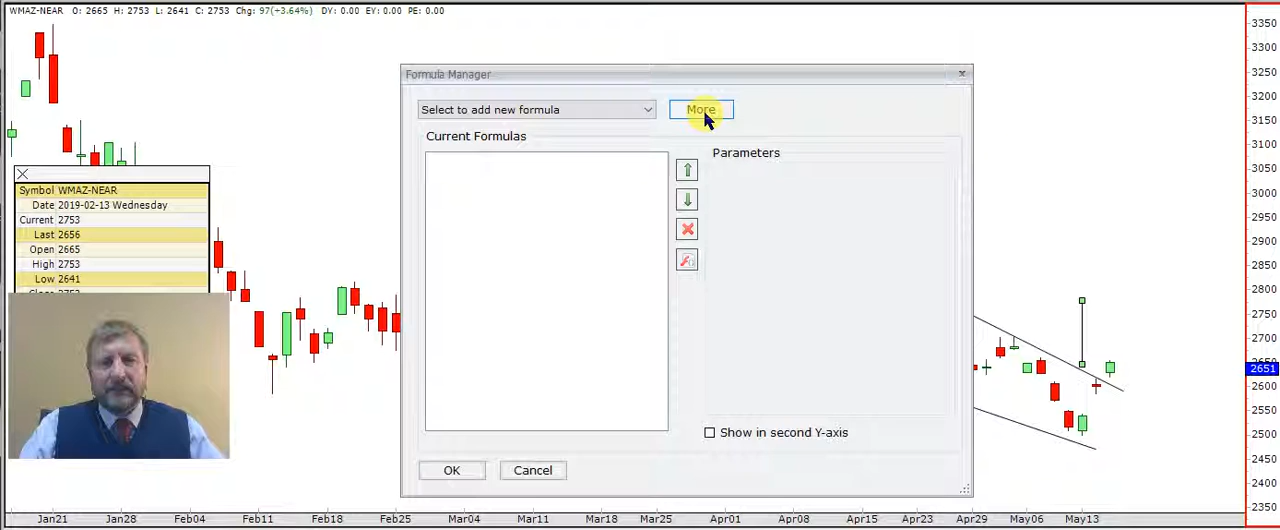 WMAZ-NEAR O: 2665 H: 2753 L: 2641 C: 2753 Chg: 97(+3.64%) DY: 0.00 EY: 0.00 PE: 0.00
Formula Manager
Select to add new formula
More
Current Formulas
Parameters
Symbol WMAZ-NEAR
Date 2019-02-13 Wednesday
Current 2753
Last 2656
Open 2665
High 2753
Low 2641
Show in second Y-axis
OK
Cancel
3350
3300
3250
3200
3150
3100
3050
3000
2950
2900
2850
2800
2750
2700
2651
2600
2550
2500
2450
2400
2350
Jan21 Jan28 Feb04 Feb11 Feb18 Feb25 Mar04 Mar11 Mar18 Mar25 Apr01 Apr08 Apr15 Apr23 Apr29 May06 May13